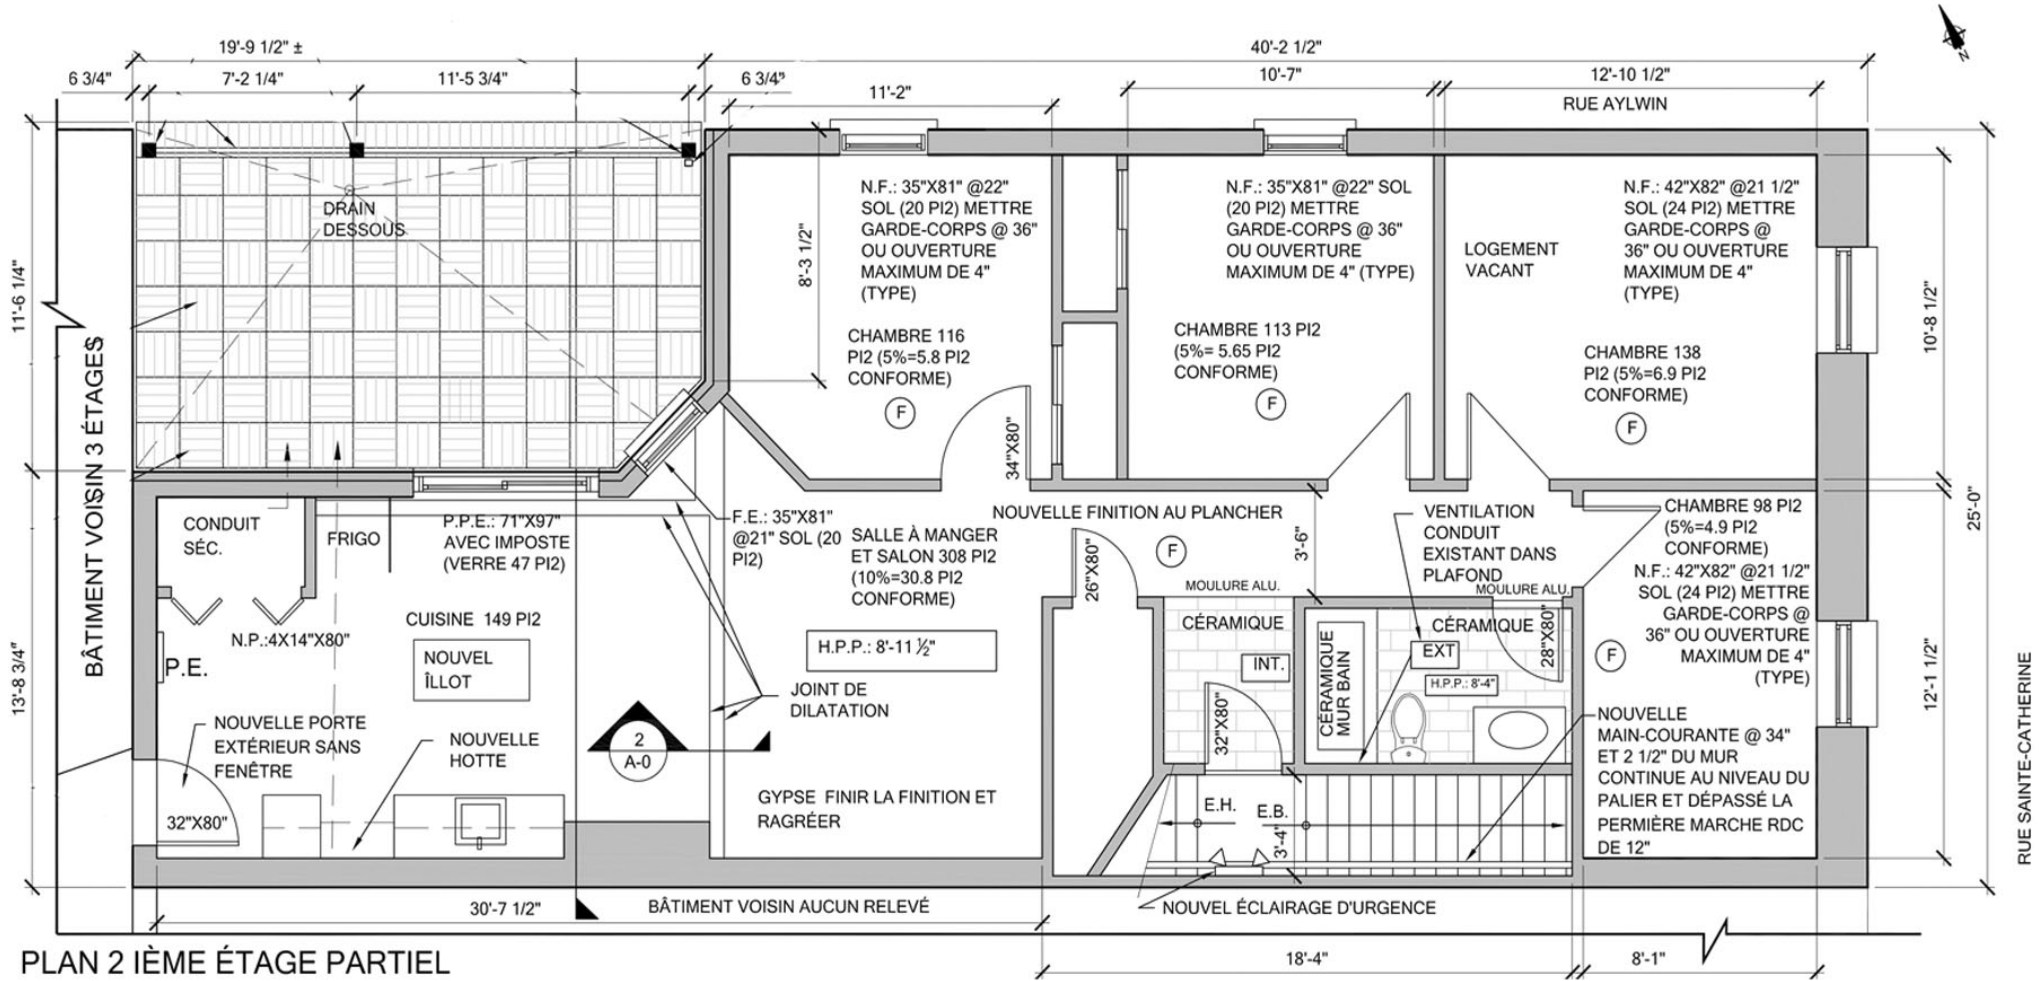 19'-9 1/2" ±
40'-2 1/2"
6 3/4"
7'-2 1/4"
11'-5 3/4"
6 3/4"
11'-2"
10'-7"
12'-10 1/2"
RUE AYLWIN
N
11'-6 1/4"
13'-8 3/4"
BÂTIMENT VOISIN 3 ÉTAGES
DRAIN
DESSOUS
8'-3 1/2"
N.F.: 35"X81" @22"
SOL (20 PI2) METTRE
GARDE-CORPS @ 36"
OU OUVERTURE
MAXIMUM DE 4"
(TYPE)
CHAMBRE 116
PI2 (5%=5.8 PI2
CONFORME)
F
34"X80"
N.F.: 35"X81" @22" SOL
(20 PI2) METTRE
GARDE-CORPS @ 36"
OU OUVERTURE
MAXIMUM DE 4" (TYPE)
CHAMBRE 113 PI2
(5%= 5.65 PI2
CONFORME)
F
LOGEMENT
VACANT
N.F.: 42"X82" @21 1/2"
SOL (24 PI2) METTRE
GARDE-CORPS @
36" OU OUVERTURE
MAXIMUM DE 4"
(TYPE)
CHAMBRE 138
PI2 (5%=6.9 PI2
CONFORME)
F
10'-8 1/2"
25'-0"
12'-1 1/2"
RUE SAINTE-CATHERINE
CONDUIT
SÉC.
FRIGO
P.P.E.: 71"X97"
AVEC IMPOSTE
(VERRE 47 PI2)
F.E.: 35"X81"
@21" SOL (20
PI2)
SALLE À MANGER
ET SALON 308 PI2
(10%=30.8 PI2
CONFORME)
H.P.P.: 8'-11 ½"
NOUVELLE FINITION AU PLANCHER
F
26"X80"
3'-6"
MOULURE ALU.
VENTILATION
CONDUIT
EXISTANT DANS
PLAFOND
MOULURE ALU.
CHAMBRE 98 PI2
(5%=4.9 PI2
CONFORME)
N.F.: 42"X82" @21 1/2"
SOL (24 PI2) METTRE
GARDE-CORPS @
36" OU OUVERTURE
MAXIMUM DE 4"
(TYPE)
F
N.P.:4X14"X80"
CUISINE 149 PI2
NOUVEL
ÎLLOT
P.E.
JOINT DE
DILATATION
CÉRAMIQUE
INT.
32"X80"
CÉRAMIQUE
MUR BAIN
CÉRAMIQUE
EXT
H.P.P.: 8'-4"
28"X80"
NOUVELLE PORTE
EXTÉRIEUR SANS
FENÊTRE
NOUVELLE
HOTTE
32"X80"
2
A-0
GYPSE FINIR LA FINITION ET
RAGRÉER
E.H.
E.B.
3'-4"
NOUVELLE
MAIN-COURANTE @ 34"
ET 2 1/2" DU MUR
CONTINUE AU NIVEAU DU
PALIER ET DÉPASSÉ LA
PERMIÈRE MARCHE RDC
DE 12"
30'-7 1/2"
BÂTIMENT VOISIN AUCUN RELEVÉ
NOUVEL ÉCLAIRAGE D'URGENCE
18'-4"
8'-1"
PLAN 2 IÈME ÉTAGE PARTIEL